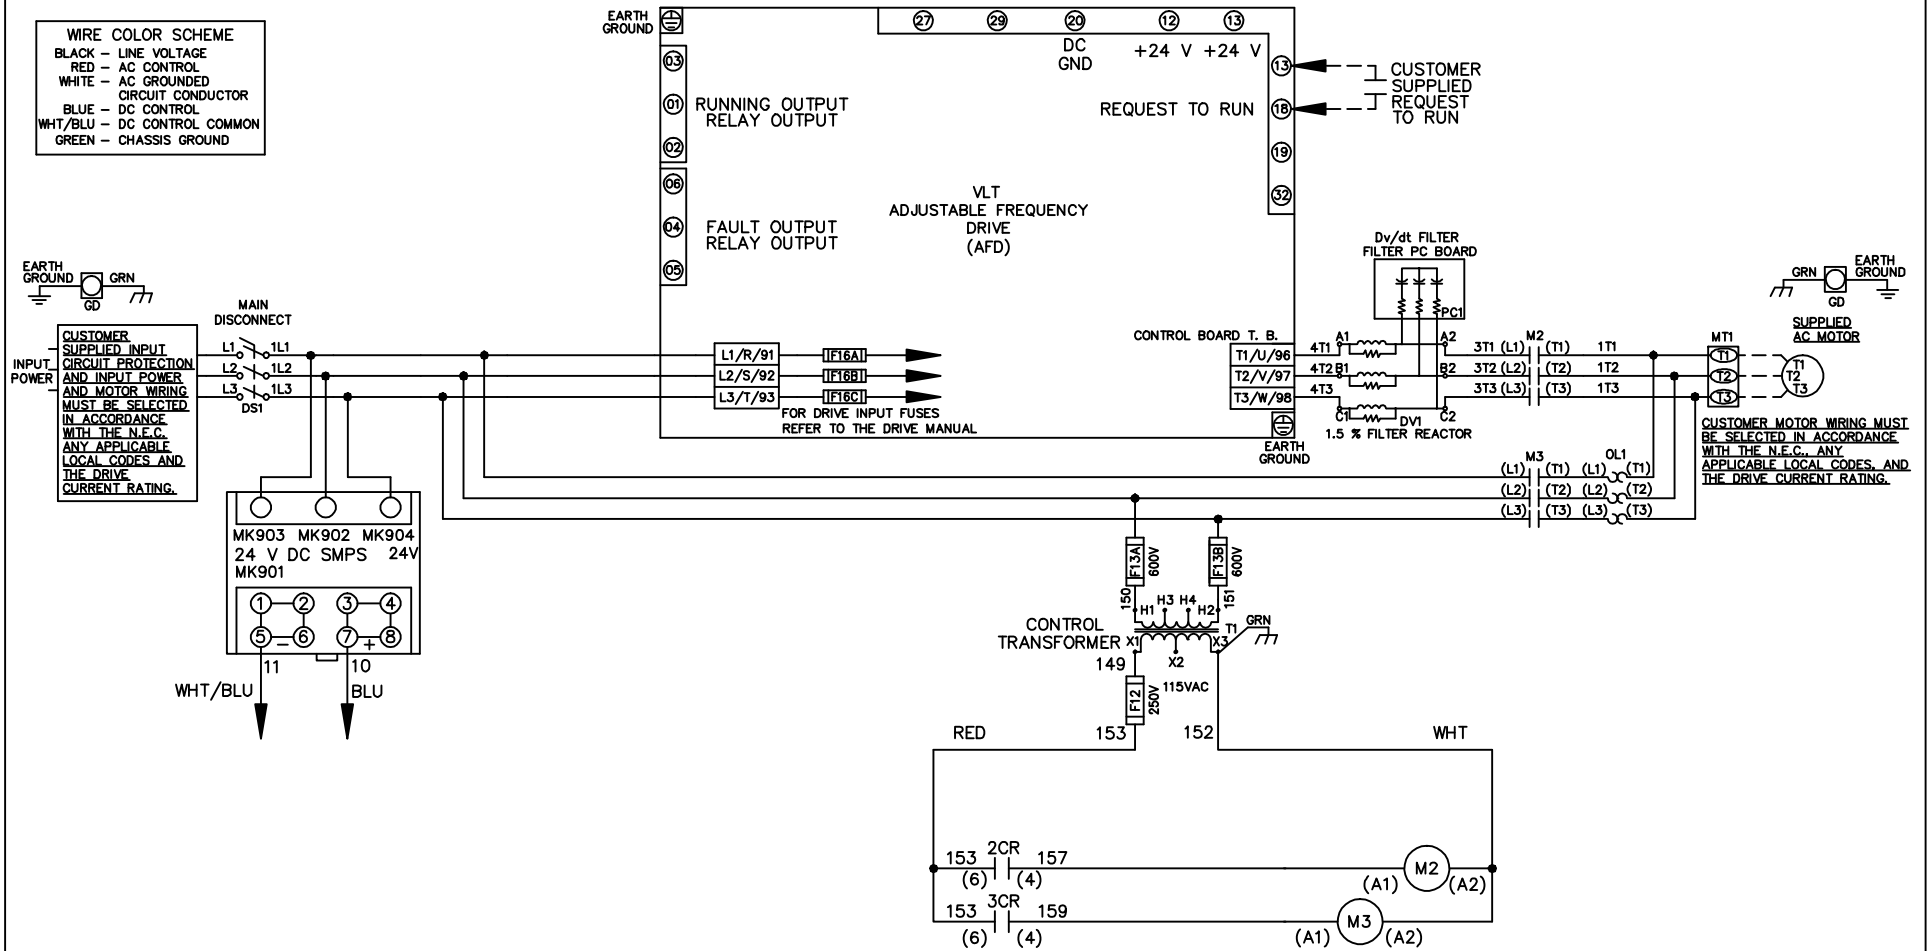 WIRE COLOR SCHEME
BLACK – LINE VOLTAGE
RED – AC CONTROL
WHITE – AC GROUNDED
CIRCUIT CONDUCTOR
BLUE – DC CONTROL
WHT/BLU – DC CONTROL COMMON
GREEN – CHASSIS GROUND
EARTH
GROUND
27 29 20 12 13
DC
GND
+24 V +24 V
03
01
02
RUNNING OUTPUT
RELAY OUTPUT
06
04
05
FAULT OUTPUT
RELAY OUTPUT
VLT
ADJUSTABLE FREQUENCY
DRIVE
(AFD)
REQUEST TO RUN
13
18
19
32
CUSTOMER
SUPPLIED
REQUEST
TO RUN
EARTH
GROUND
GRN
GD
INPUT
POWER
CUSTOMER
SUPPLIED INPUT
CIRCUIT PROTECTION
AND INPUT POWER
AND MOTOR WIRING
MUST BE SELECTED
IN ACCORDANCE
WITH THE N.E.C.
ANY APPLICABLE
LOCAL CODES AND
THE DRIVE
CURRENT RATING.
MAIN
DISCONNECT
L1 1L1
L2 1L2
L3 1L3
DS1
L1/R/91 F16A
L2/S/92 F16B
L3/T/93 F16C
FOR DRIVE INPUT FUSES
REFER TO THE DRIVE MANUAL
CONTROL BOARD T. B.
T1/U/96
T2/V/97
T3/W/98
EARTH
GROUND
Dv/dt FILTER
FILTER PC BOARD
PC1
4T1 A1 A2
4T2 B1 B2
4T3 C1 C2
DV1
1.5 % FILTER REACTOR
M2
3T1 (L1) (T1) 1T1
3T2 (L2) (T2) 1T2
3T3 (L3) (T3) 1T3
MT1
T1
T2
T3
GRN
GD
EARTH
GROUND
SUPPLIED
AC MOTOR
T1
T2
T3
CUSTOMER MOTOR WIRING MUST
BE SELECTED IN ACCORDANCE
WITH THE N.E.C., ANY
APPLICABLE LOCAL CODES, AND
THE DRIVE CURRENT RATING.
M3 OL1
(L1) (T1) (L1) (T1)
(L2) (T2) (L2) (T2)
(L3) (T3) (L3) (T3)
MK903 MK902 MK904
24 V DC SMPS 24V
MK901
1 2 3 4
5 – 6 7 + 8
11 10
WHT/BLU BLU
F13A 600V
F13B 600V
150 151
H1 H3 H4 H2
CONTROL
TRANSFORMER
T1
GRN
X1 X2 X3
149
115VAC
F12 250V
RED 153 152 WHT
153 2CR 157
(6) (4)
M2
(A1) (A2)
153 3CR 159
(6) (4)
M3
(A1) (A2)